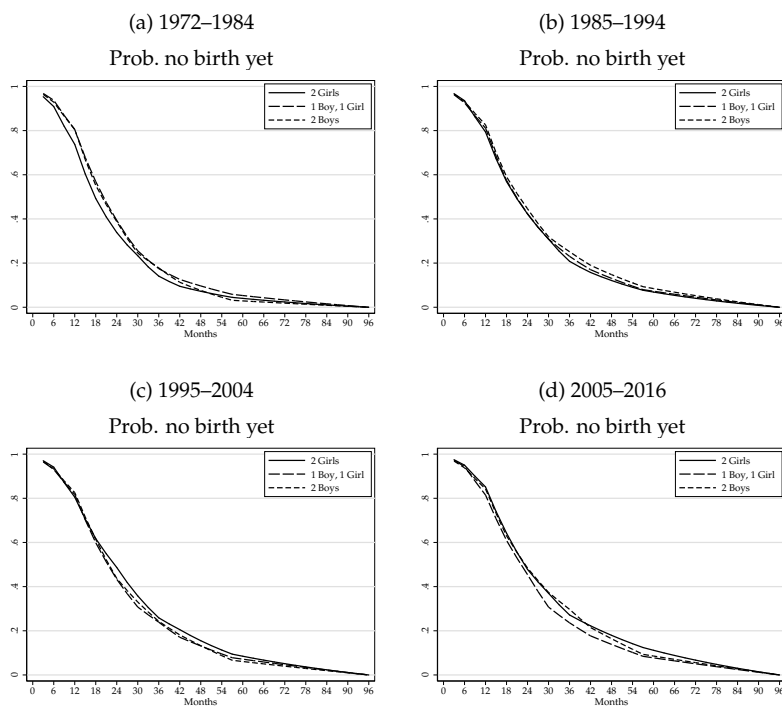 (a) 1972–1984
Prob. no birth yet
2 Girls
1 Boy, 1 Girl
2 Boys
1
.8
.6
.4
.2
0
0 6 12 18 24 30 36 42 48 54 60 66 72 78 84 90 96
Months
(b) 1985–1994
Prob. no birth yet
2 Girls
1 Boy, 1 Girl
2 Boys
1
.8
.6
.4
.2
0
0 6 12 18 24 30 36 42 48 54 60 66 72 78 84 90 96
Months
(c) 1995–2004
Prob. no birth yet
2 Girls
1 Boy, 1 Girl
2 Boys
1
.8
.6
.4
.2
0
0 6 12 18 24 30 36 42 48 54 60 66 72 78 84 90 96
Months
(d) 2005–2016
Prob. no birth yet
2 Girls
1 Boy, 1 Girl
2 Boys
1
.8
.6
.4
.2
0
0 6 12 18 24 30 36 42 48 54 60 66 72 78 84 90 96
Months